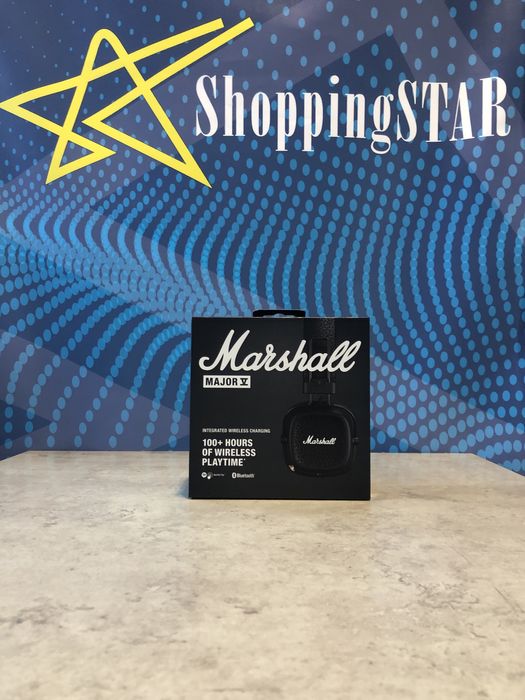 ShoppingSTAR
Marshall
MAJOR V
INTEGRATED WIRELESS CHARGING
100+ HOURS
OF WIRELESS
PLAYTIME*
Bluetooth®
Marshall